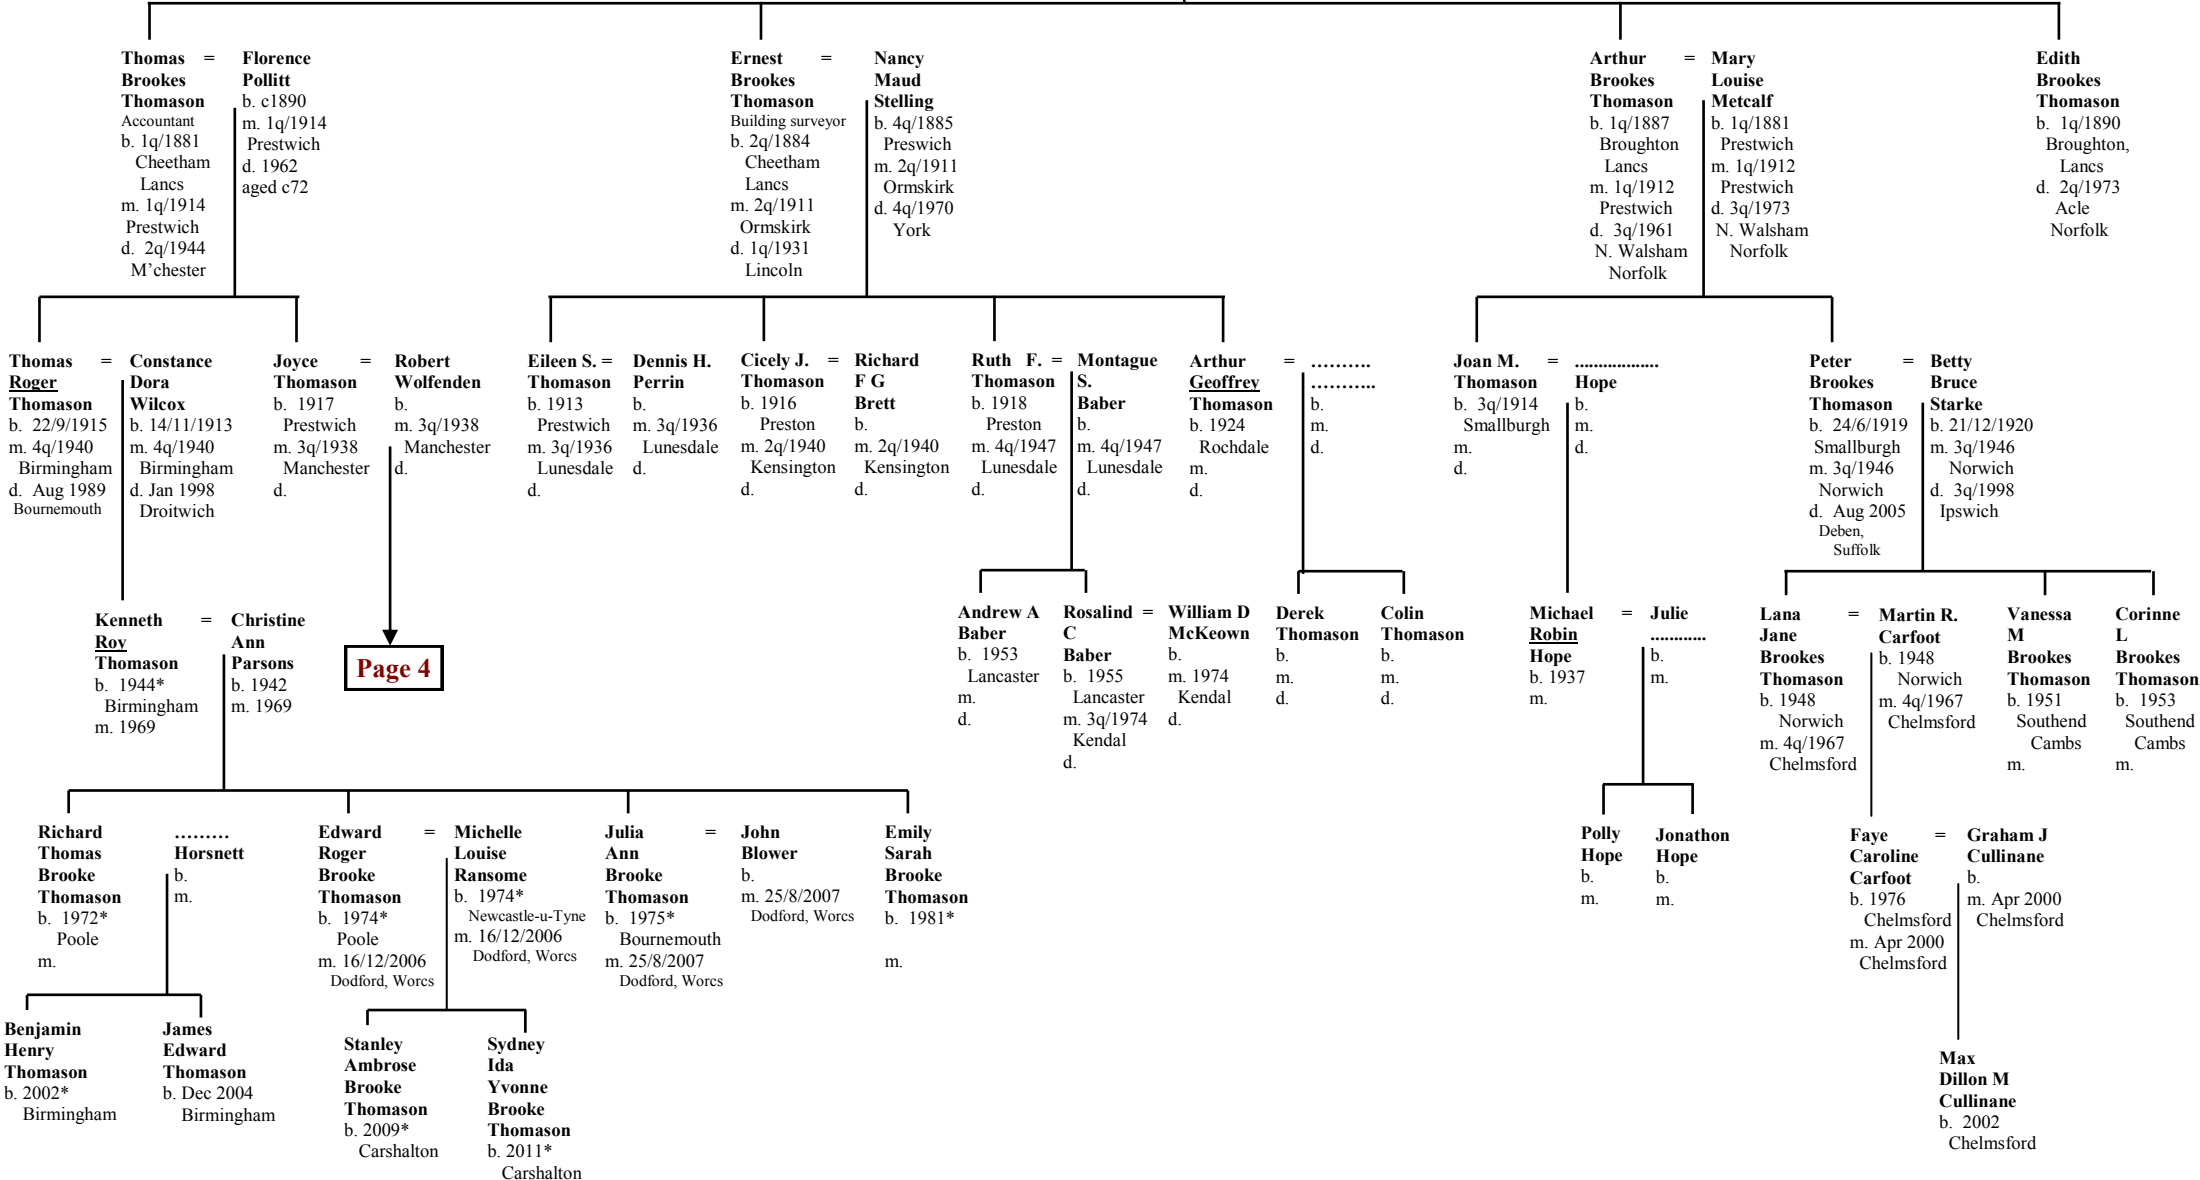 Thomas =
Brookes
Thomason
Accountant
b. 1q/1881
Cheetham
Lancs
m. 1q/1914
Prestwich
d. 2q/1944
M’chester
Florence
Pollitt
b. c1890
m. 1q/1914
Prestwich
d. 1962
aged c72
Ernest =
Brookes
Thomason
Building surveyor
b. 2q/1884
Cheetham
Lancs
m. 2q/1911
Ormskirk
d. 1q/1931
Lincoln
Nancy
Maud
Stelling
b. 4q/1885
Preswich
m. 2q/1911
Ormskirk
d. 4q/1970
York
Arthur =
Brookes
Thomason
b. 1q/1887
Broughton
Lancs
m. 1q/1912
Prestwich
d. 3q/1961
N. Walsham
Norfolk
Mary
Louise
Metcalf
b. 1q/1881
Prestwich
m. 1q/1912
Prestwich
d. 3q/1973
N. Walsham
Norfolk
Edith
Brookes
Thomason
b. 1q/1890
Broughton,
Lancs
d. 2q/1973
Acle
Norfolk
Thomas =
Roger
Thomason
b. 22/9/1915
m. 4q/1940
Birmingham
d. Aug 1989
Bournemouth
Constance
Dora
Wilcox
b. 14/11/1913
m. 4q/1940
Birmingham
d. Jan 1998
Droitwich
Joyce =
Thomason
b. 1917
Prestwich
m. 3q/1938
Manchester
d.
Robert
Wolfenden
b.
m. 3q/1938
Manchester
d.
Eileen S. =
Thomason
b. 1913
Prestwich
m. 3q/1936
Lunesdale
d.
Dennis H.
Perrin
b.
m. 3q/1936
Lunesdale
d.
Cicely J. =
Thomason
b. 1916
Preston
m. 2q/1940
Kensington
d.
Richard
F G
Brett
b.
m. 2q/1940
Kensington
d.
Ruth F. =
Thomason
b. 1918
Preston
m. 4q/1947
Lunesdale
d.
Montague
S.
Baber
b.
m. 4q/1947
Lunesdale
d.
Arthur =
Geoffrey
Thomason
b. 1924
Rochdale
m.
d.
……….
………..
b.
m.
d.
Joan M. =
Thomason
b. 3q/1914
Smallburgh
m.
d.
..................
Hope
b.
m.
d.
Peter =
Brookes
Thomason
b. 24/6/1919
Smallburgh
m. 3q/1946
Norwich
d. Aug 2005
Deben,
Suffolk
Betty
Bruce
Starke
b. 21/12/1920
m. 3q/1946
Norwich
d. 3q/1998
Ipswich
Kenneth =
Roy
Thomason
b. 1944*
Birmingham
m. 1969
Christine
Ann
Parsons
b. 1942
m. 1969
Page 4
Andrew A
Baber
b. 1953
Lancaster
m.
d.
Rosalind =
C
Baber
b. 1955
Lancaster
m. 3q/1974
Kendal
d.
William D
McKeown
b.
m. 1974
Kendal
d.
Derek
Thomason
b.
m.
d.
Colin
Thomason
b.
m.
d.
Michael =
Robin
Hope
b. 1937
m.
Julie
............
b.
m.
Lana =
Jane
Brookes
Thomason
b. 1948
Norwich
m. 4q/1967
Chelmsford
Martin R.
Carfoot
b. 1948
Norwich
m. 4q/1967
Chelmsford
Vanessa
M
Brookes
Thomason
b. 1951
Southend
Cambs
m.
Corinne
L
Brookes
Thomason
b. 1953
Southend
Cambs
m.
Richard
Thomas
Brooke
Thomason
b. 1972*
Poole
m.
………
Horsnett
b.
m.
Edward =
Roger
Brooke
Thomason
b. 1974*
Poole
m. 16/12/2006
Dodford, Worcs
Michelle
Louise
Ransome
b. 1974*
Newcastle-u-Tyne
m. 16/12/2006
Dodford, Worcs
Julia =
Ann
Brooke
Thomason
b. 1975*
Bournemouth
m. 25/8/2007
Dodford, Worcs
John
Blower
b.
m. 25/8/2007
Dodford, Worcs
Emily
Sarah
Brooke
Thomason
b. 1981*
m.
Polly
Hope
b.
m.
Jonathon
Hope
b.
m.
Faye =
Caroline
Carfoot
b. 1976
Chelmsford
m. Apr 2000
Chelmsford
Graham J
Cullinane
b.
m. Apr 2000
Chelmsford
Benjamin
Henry
Thomason
b. 2002*
Birmingham
James
Edward
Thomason
b. Dec 2004
Birmingham
Stanley
Ambrose
Brooke
Thomason
b. 2009*
Carshalton
Sydney
Ida
Yvonne
Brooke
Thomason
b. 2011*
Carshalton
Max
Dillon M
Cullinane
b. 2002
Chelmsford